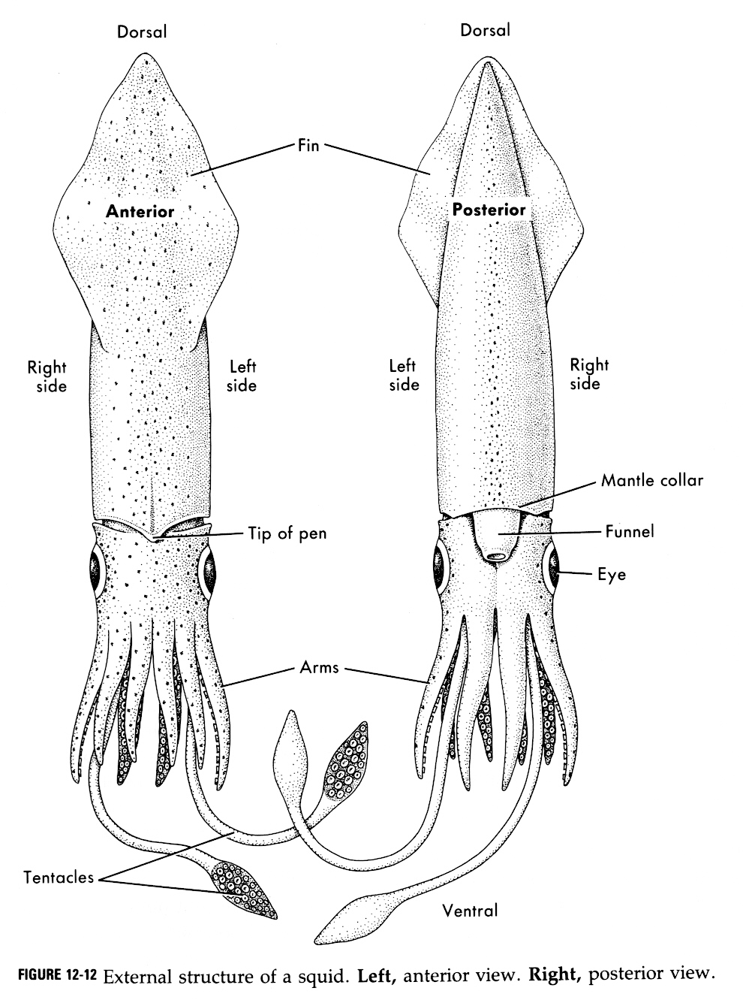 Dorsal
Dorsal
Fin
Anterior
Posterior
Right
side
Left
side
Left
side
Right
side
Mantle collar
Tip of pen
Funnel
Eye
Arms
Tentacles
Ventral
FIGURE 12-12 External structure of a squid. Left, anterior view. Right, posterior view.